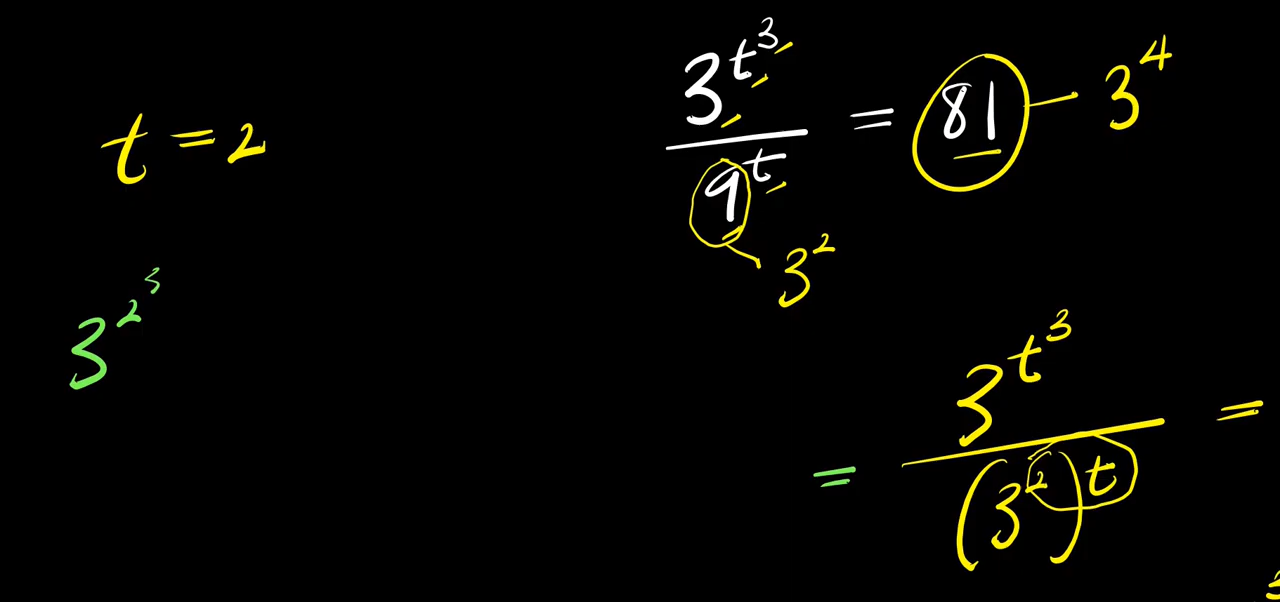 t = 2
3^{t^3} / 9^t = 81 — 3^4
3^2
3^{2^3}
= 3^{t^3} / (3^2)^t =